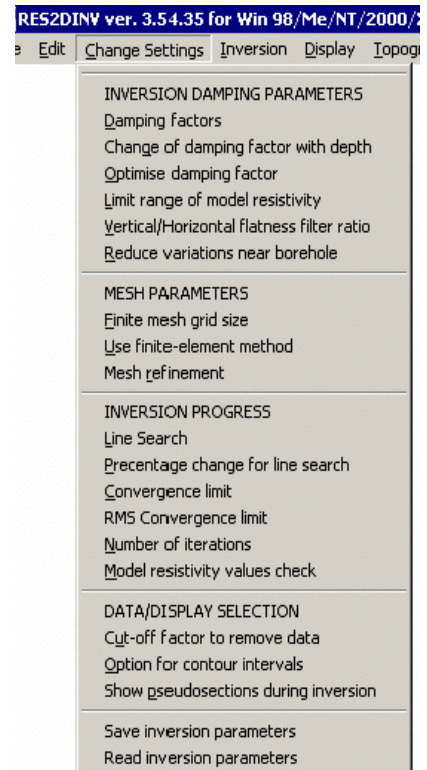 RES2DINV ver. 3.54.35 for Win 98/Me/NT/2000/
Edit Change Settings Inversion Display Topog
INVERSION DAMPING PARAMETERS
Damping factors
Change of damping factor with depth
Optimise damping factor
Limit range of model resistivity
Vertical/Horizontal flatness filter ratio
Reduce variations near borehole
MESH PARAMETERS
Finite mesh grid size
Use finite-element method
Mesh refinement
INVERSION PROGRESS
Line Search
Precentage change for line search
Convergence limit
RMS Convergence limit
Number of iterations
Model resistivity values check
DATA/DISPLAY SELECTION
Cut-off factor to remove data
Option for contour intervals
Show pseudosections during inversion
Save inversion parameters
Read inversion parameters